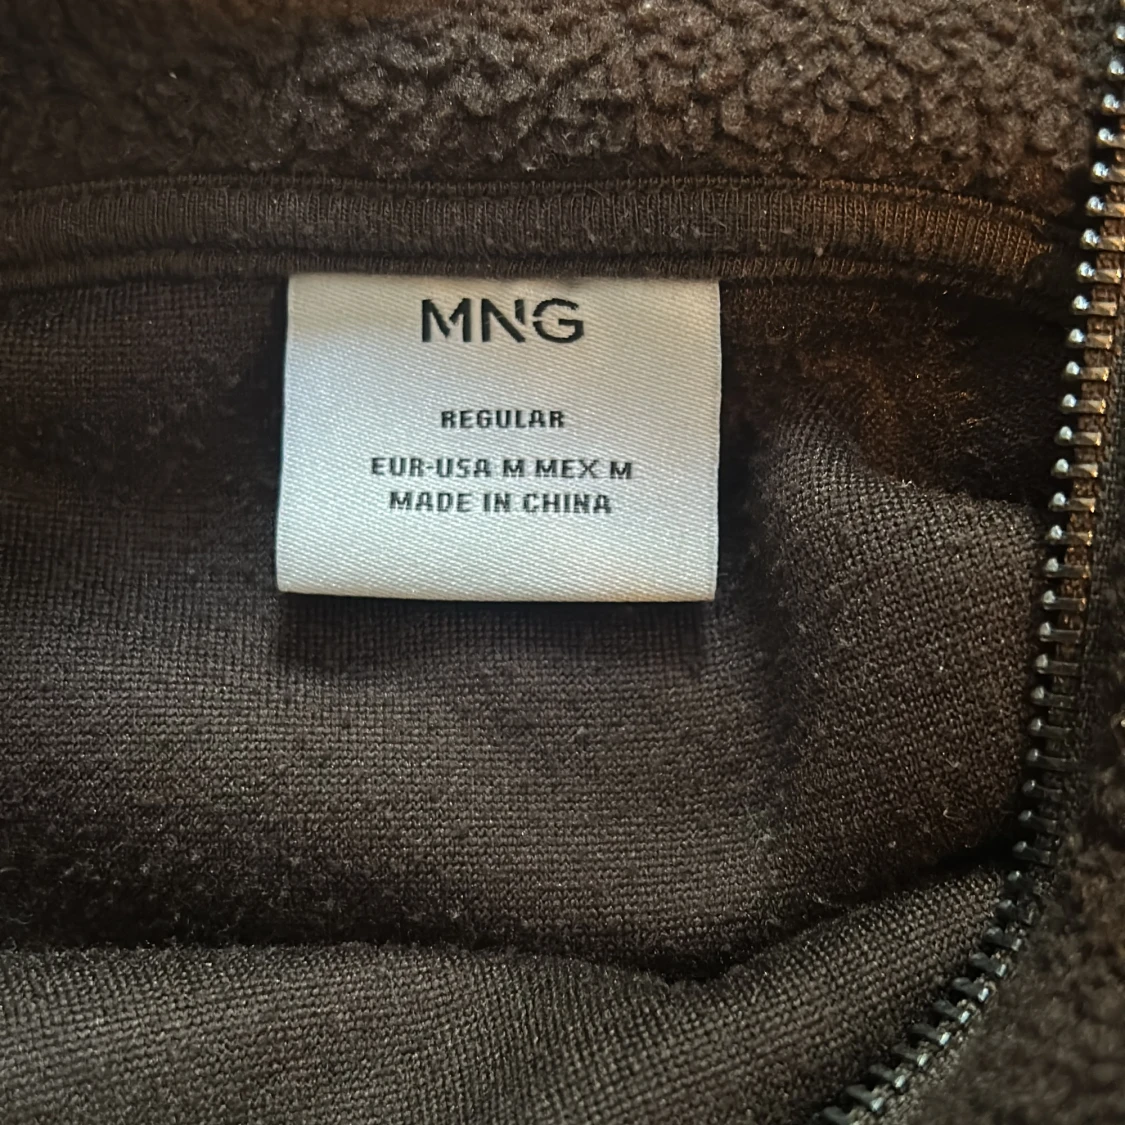 MNG
REGULAR
EUR-USA M MEX M
MADE IN CHINA